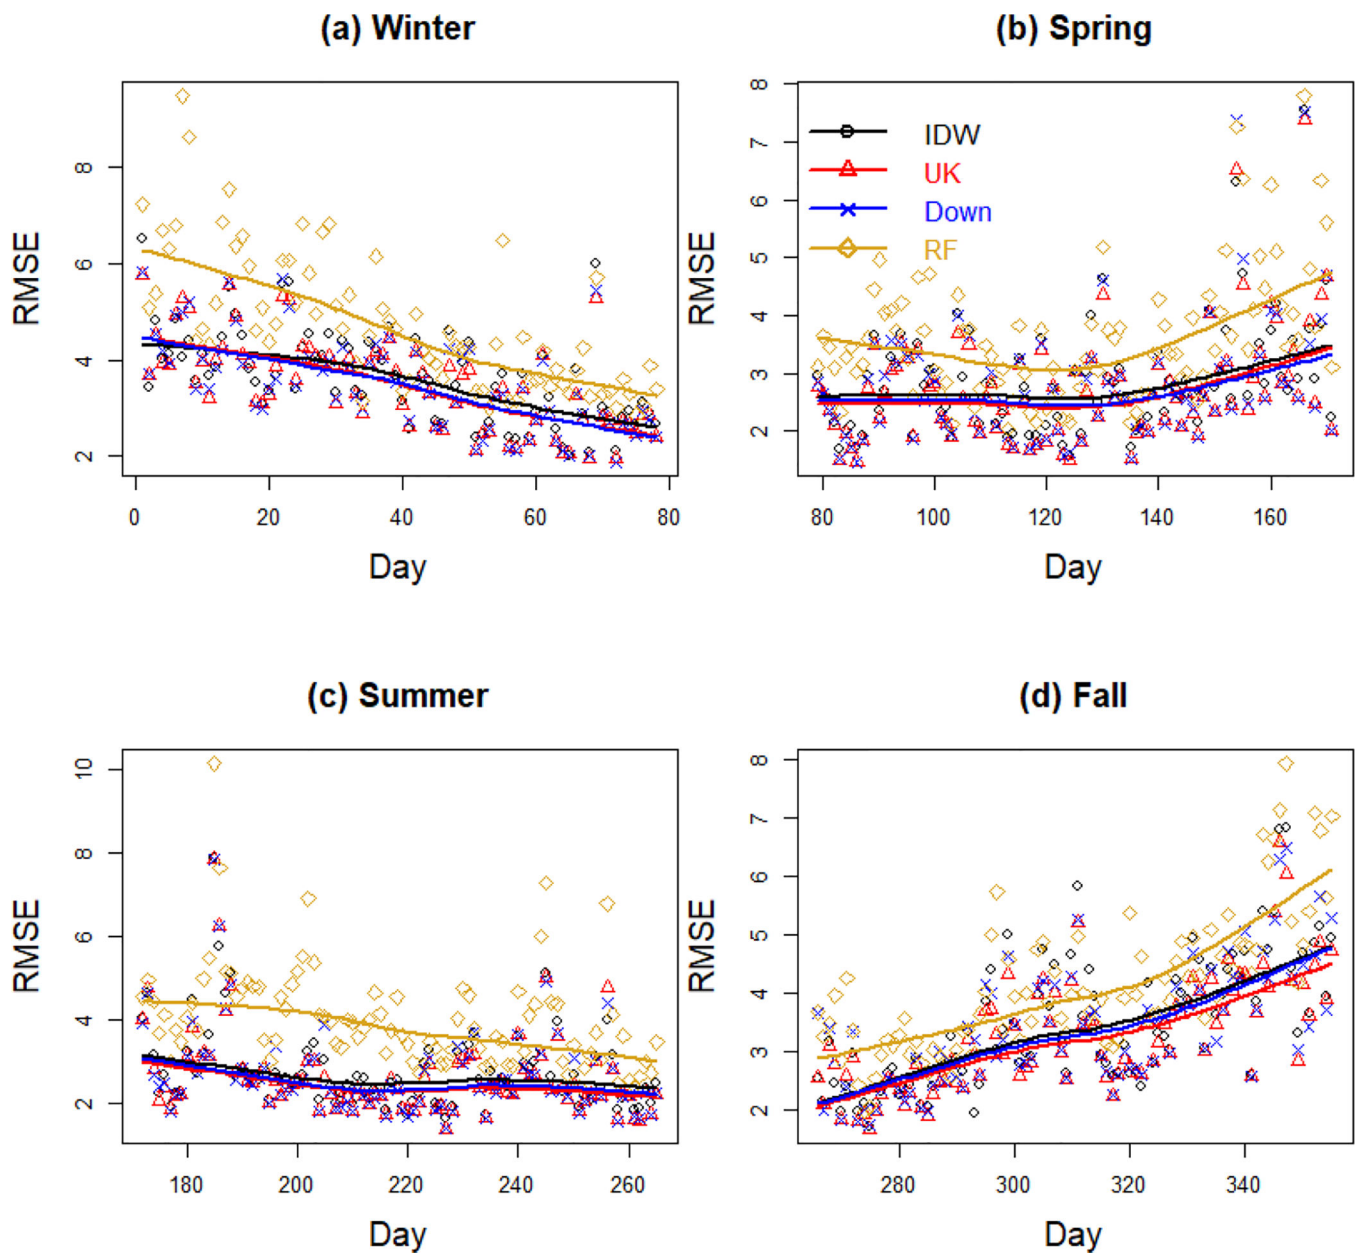 (a) Winter
(b) Spring
RMSE
8
6
4
2
0 20 40 60 80
Day
RMSE
8
7
6
5
4
3
2
IDW
UK
Down
RF
80 100 120 140 160
Day
(c) Summer
(d) Fall
RMSE
10
8
6
4
2
180 200 220 240 260
Day
RMSE
8
7
6
5
4
3
2
280 300 320 340
Day